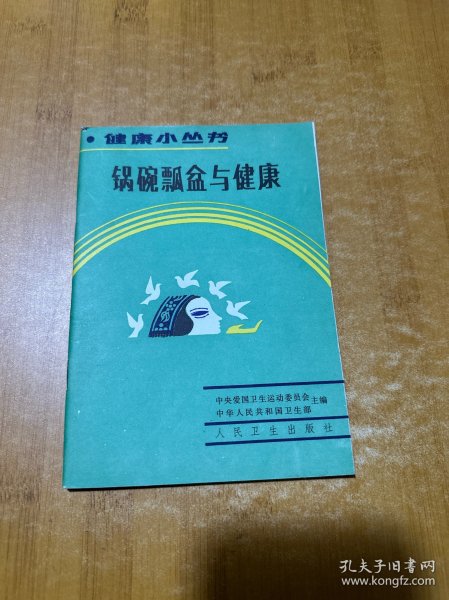 •健康小丛书
锅碗瓢盆与健康
中央爱国卫生运动委员会
中华人民共和国卫生部
主编
人民卫生出版社
孔夫子旧书网
www.kongfz.com